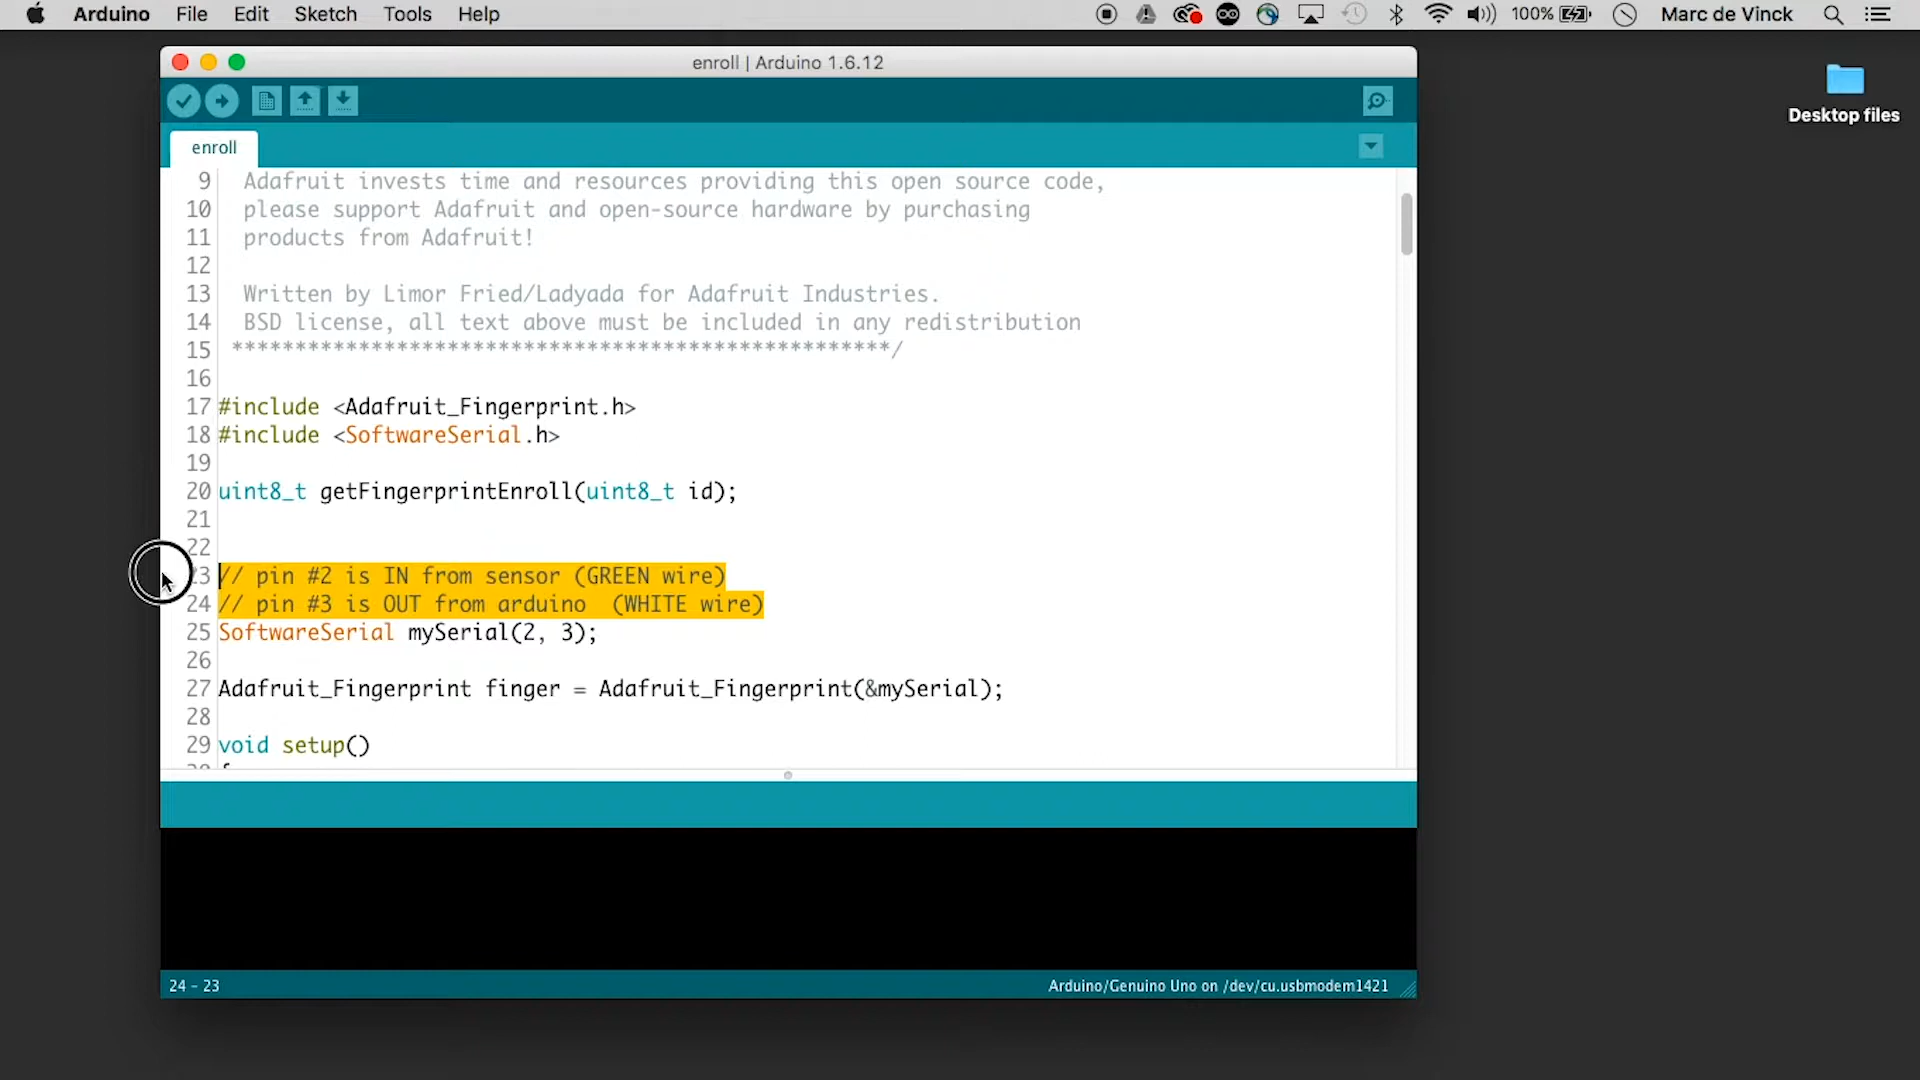 Arduino File Edit Sketch Tools Help 100% Marc de Vinck
enroll | Arduino 1.6.12
Desktop files
enroll
9 Adafruit invests time and resources providing this open source code,
10 please support Adafruit and open-source hardware by purchasing
11 products from Adafruit!
12
13 Written by Limor Fried/Ladyada for Adafruit Industries.
14 BSD license, all text above must be included in any redistribution
15 ****************************************************/
16
17 #include <Adafruit_Fingerprint.h>
18 #include <SoftwareSerial.h>
19
20 uint8_t getFingerprintEnroll(uint8_t id);
21
22
23 // pin #2 is IN from sensor (GREEN wire)
24 // pin #3 is OUT from arduino  (WHITE wire)
25 SoftwareSerial mySerial(2, 3);
26
27 Adafruit_Fingerprint finger = Adafruit_Fingerprint(&mySerial);
28
29 void setup()
24 - 23
Arduino/Genuino Uno on /dev/cu.usbmodem1421